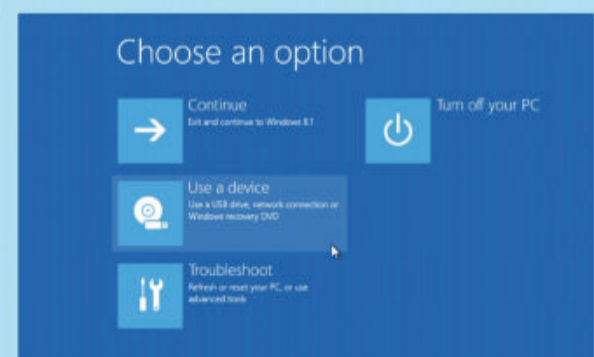 Choose an option
Continue
Exit and continue to Windows 8.1
Turn off your PC
Use a device
Use a USB drive, network connection or
Windows recovery DVD
Troubleshoot
Refresh or reset your PC, or use
advanced tools